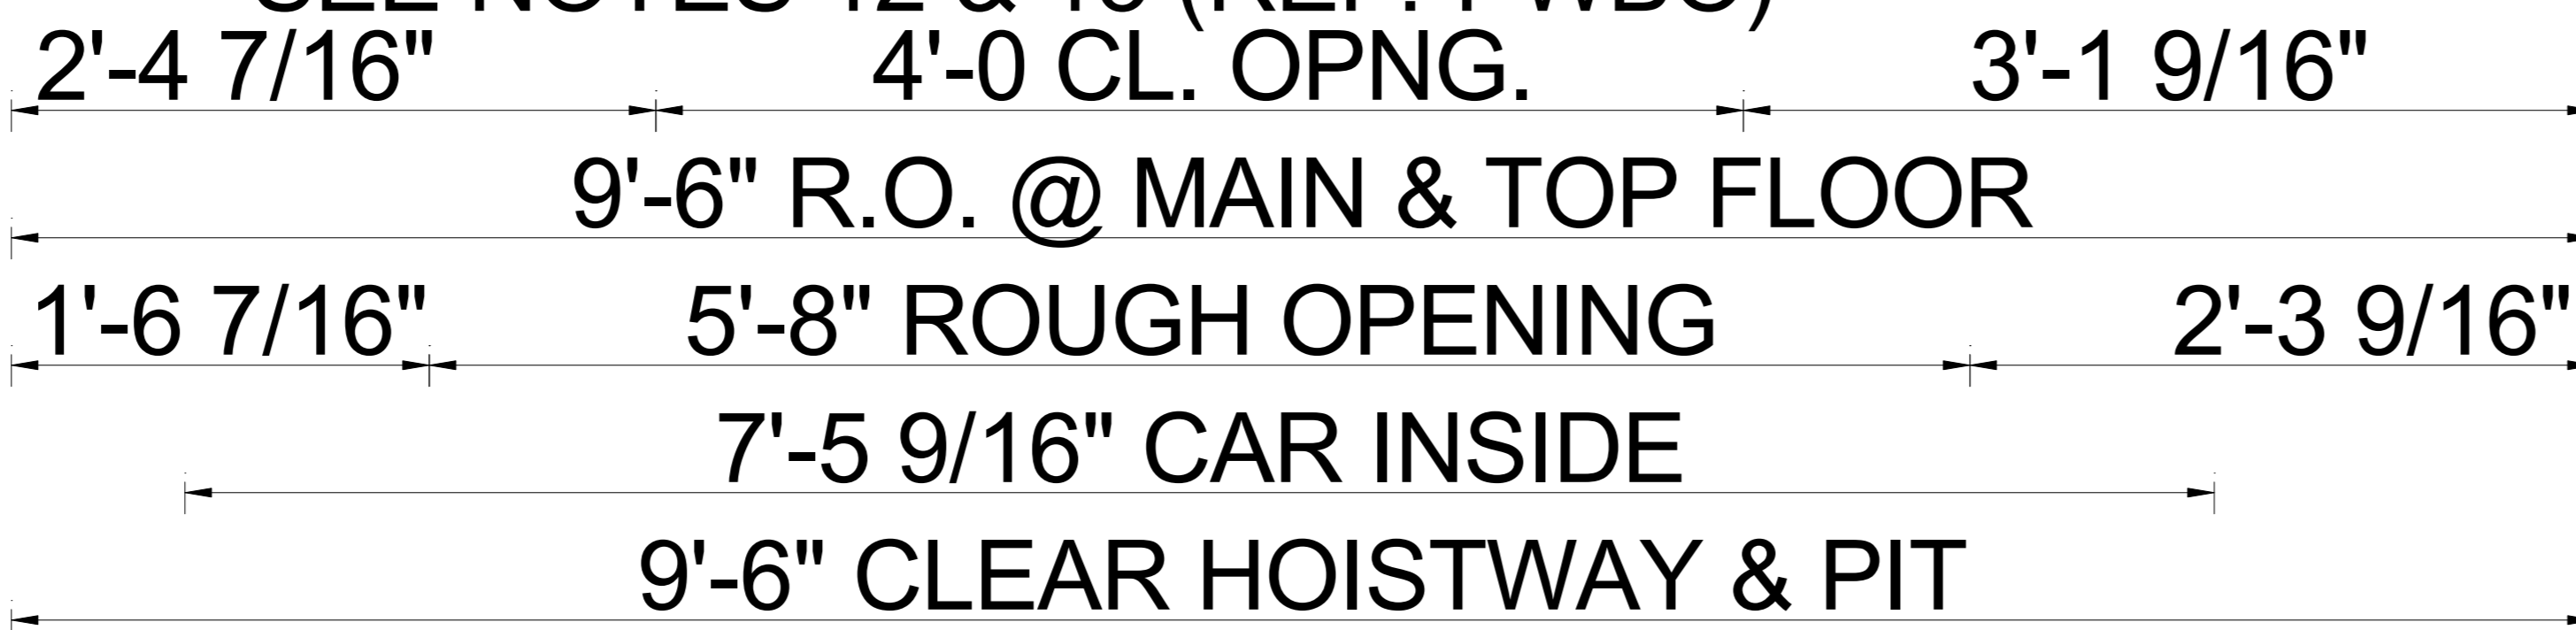 2'-4 7/16" 4'-0 CL. OPNG. 3'-1 9/16"
9'-6" R.O. @ MAIN & TOP FLOOR
1'-6 7/16" 5'-8" ROUGH OPENING 2'-3 9/16"
7'-5 9/16" CAR INSIDE
9'-6" CLEAR HOISTWAY & PIT